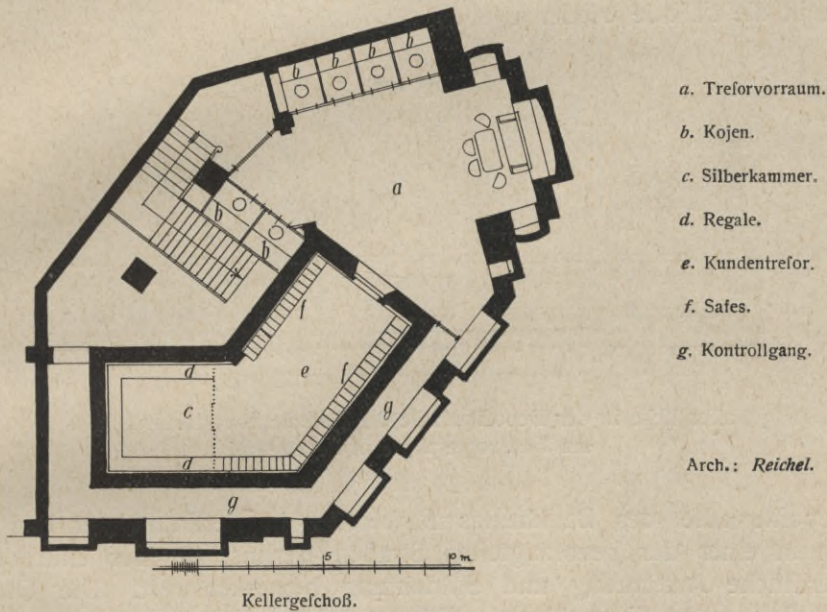 b b b b
a
b
b
f
f
e
d
c
d
g
g
5 10 m
Kellergeſchoß.
a. Treſorvorraum.
b. Kojen.
c. Silberkammer.
d. Regale.
e. Kundentreſor.
f. Safes.
g. Kontrollgang.
Arch.: Reichel.